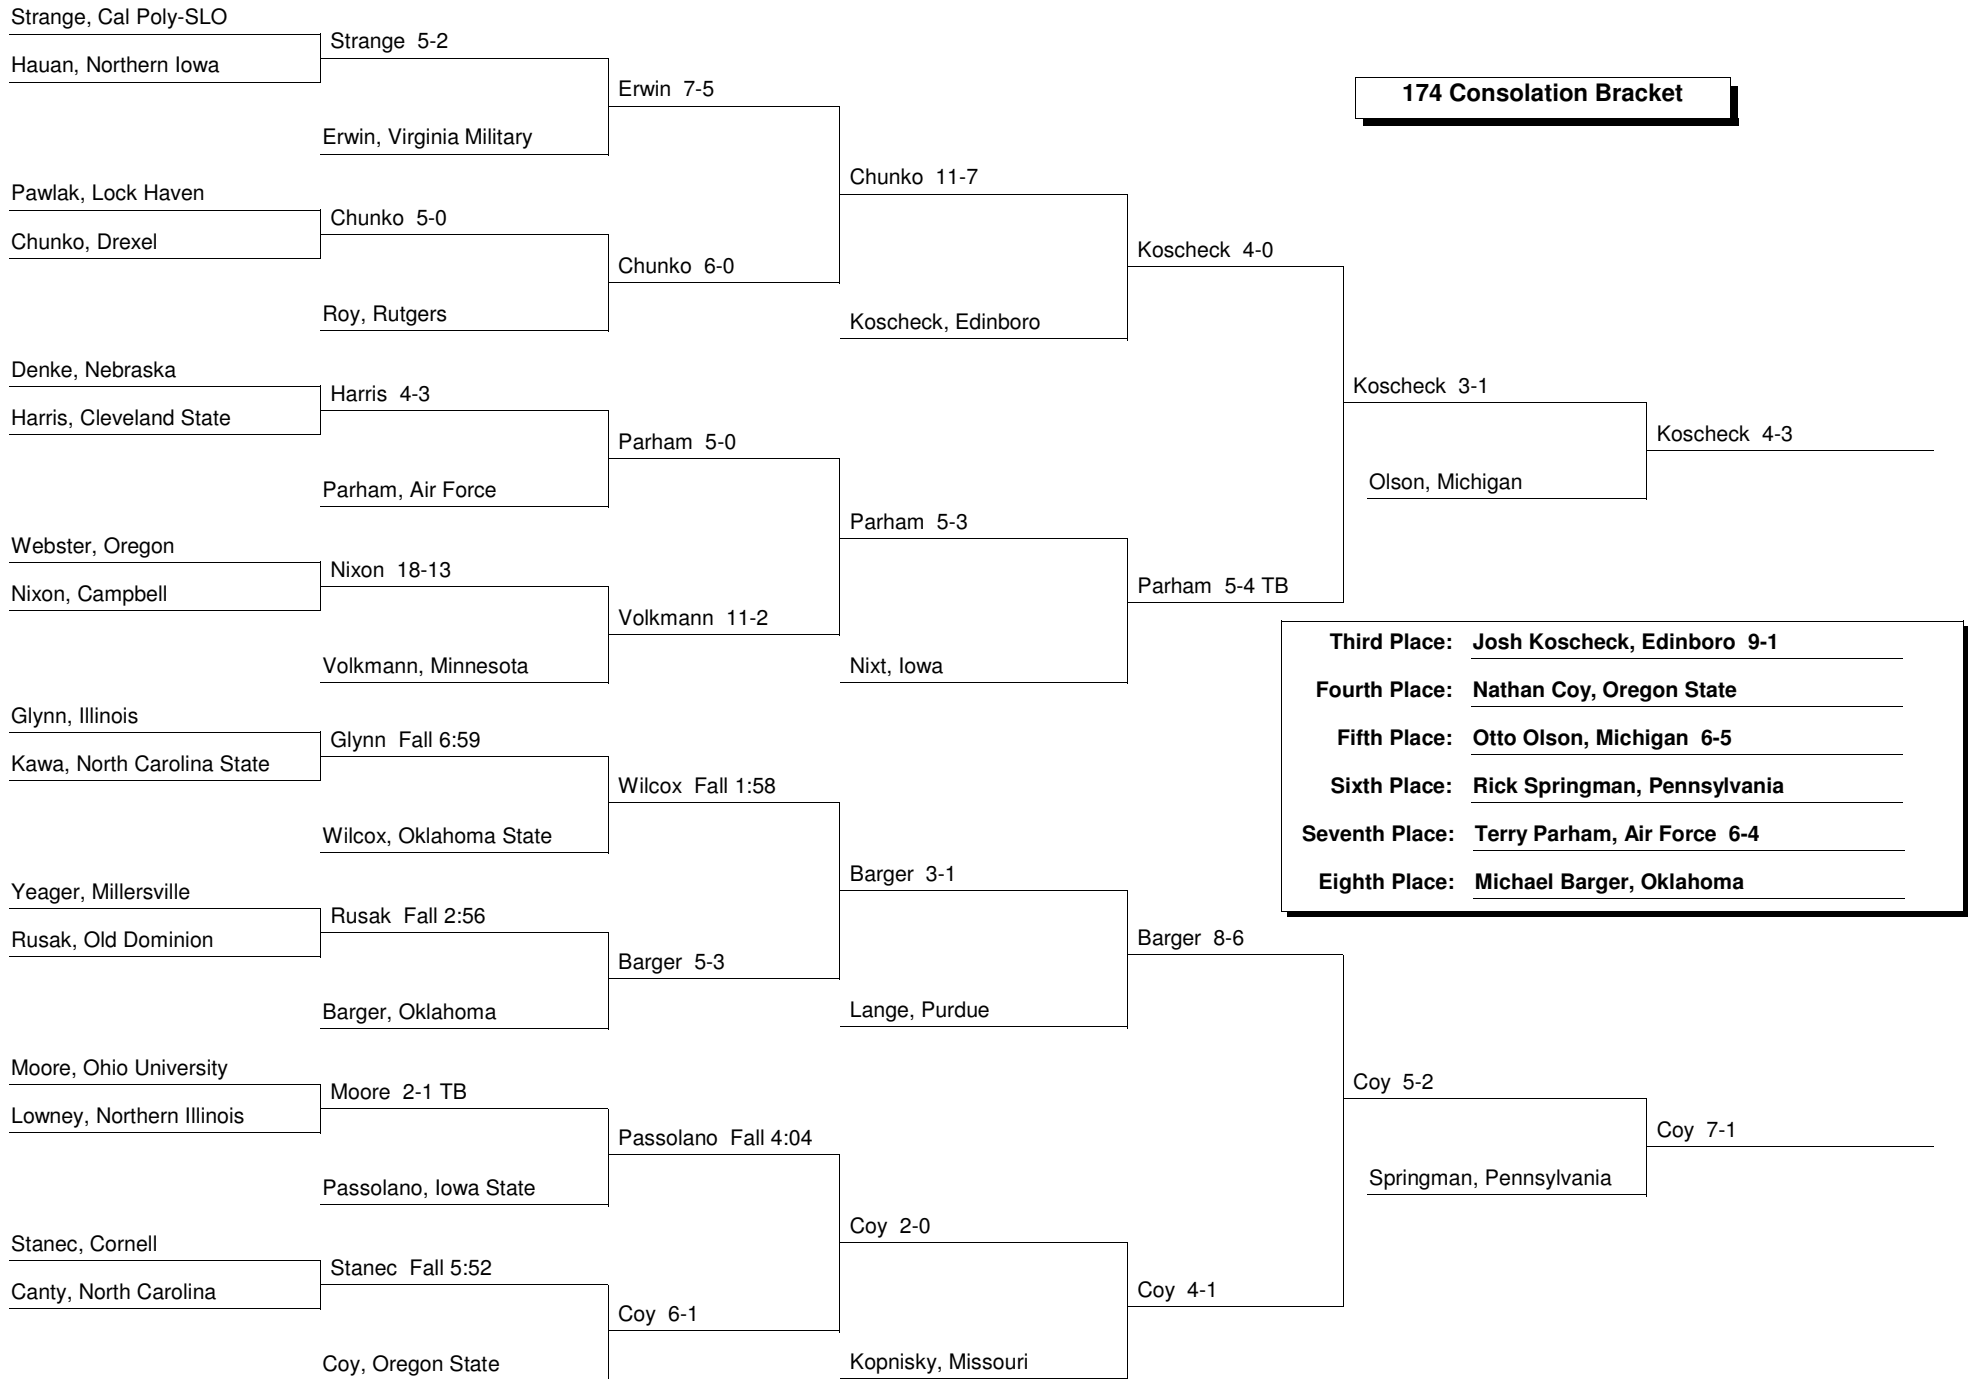 Strange, Cal Poly-SLO
Strange 5-2
Hauan, Northern Iowa
Erwin 7-5
174 Consolation Bracket
Erwin, Virginia Military
Chunko 11-7
Pawlak, Lock Haven
Chunko 5-0
Chunko, Drexel
Koscheck 4-0
Chunko 6-0
Roy, Rutgers
Koscheck, Edinboro
Denke, Nebraska
Koscheck 3-1
Harris 4-3
Harris, Cleveland State
Koscheck 4-3
Parham 5-0
Olson, Michigan
Parham, Air Force
Parham 5-3
Webster, Oregon
Nixon 18-13
Parham 5-4 TB
Nixon, Campbell
Volkmann 11-2
Third Place: Josh Koscheck, Edinboro 9-1
Volkmann, Minnesota
Nixt, Iowa
Fourth Place: Nathan Coy, Oregon State
Glynn, Illinois
Fifth Place: Otto Olson, Michigan 6-5
Glynn Fall 6:59
Kawa, North Carolina State
Wilcox Fall 1:58
Sixth Place: Rick Springman, Pennsylvania
Wilcox, Oklahoma State
Seventh Place: Terry Parham, Air Force 6-4
Barger 3-1
Eighth Place: Michael Barger, Oklahoma
Yeager, Millersville
Rusak Fall 2:56
Rusak, Old Dominion
Barger 8-6
Barger 5-3
Barger, Oklahoma
Lange, Purdue
Moore, Ohio University
Coy 5-2
Moore 2-1 TB
Lowney, Northern Illinois
Coy 7-1
Passolano Fall 4:04
Springman, Pennsylvania
Passolano, Iowa State
Coy 2-0
Stanec, Cornell
Stanec Fall 5:52
Canty, North Carolina
Coy 4-1
Coy 6-1
Coy, Oregon State
Kopnisky, Missouri